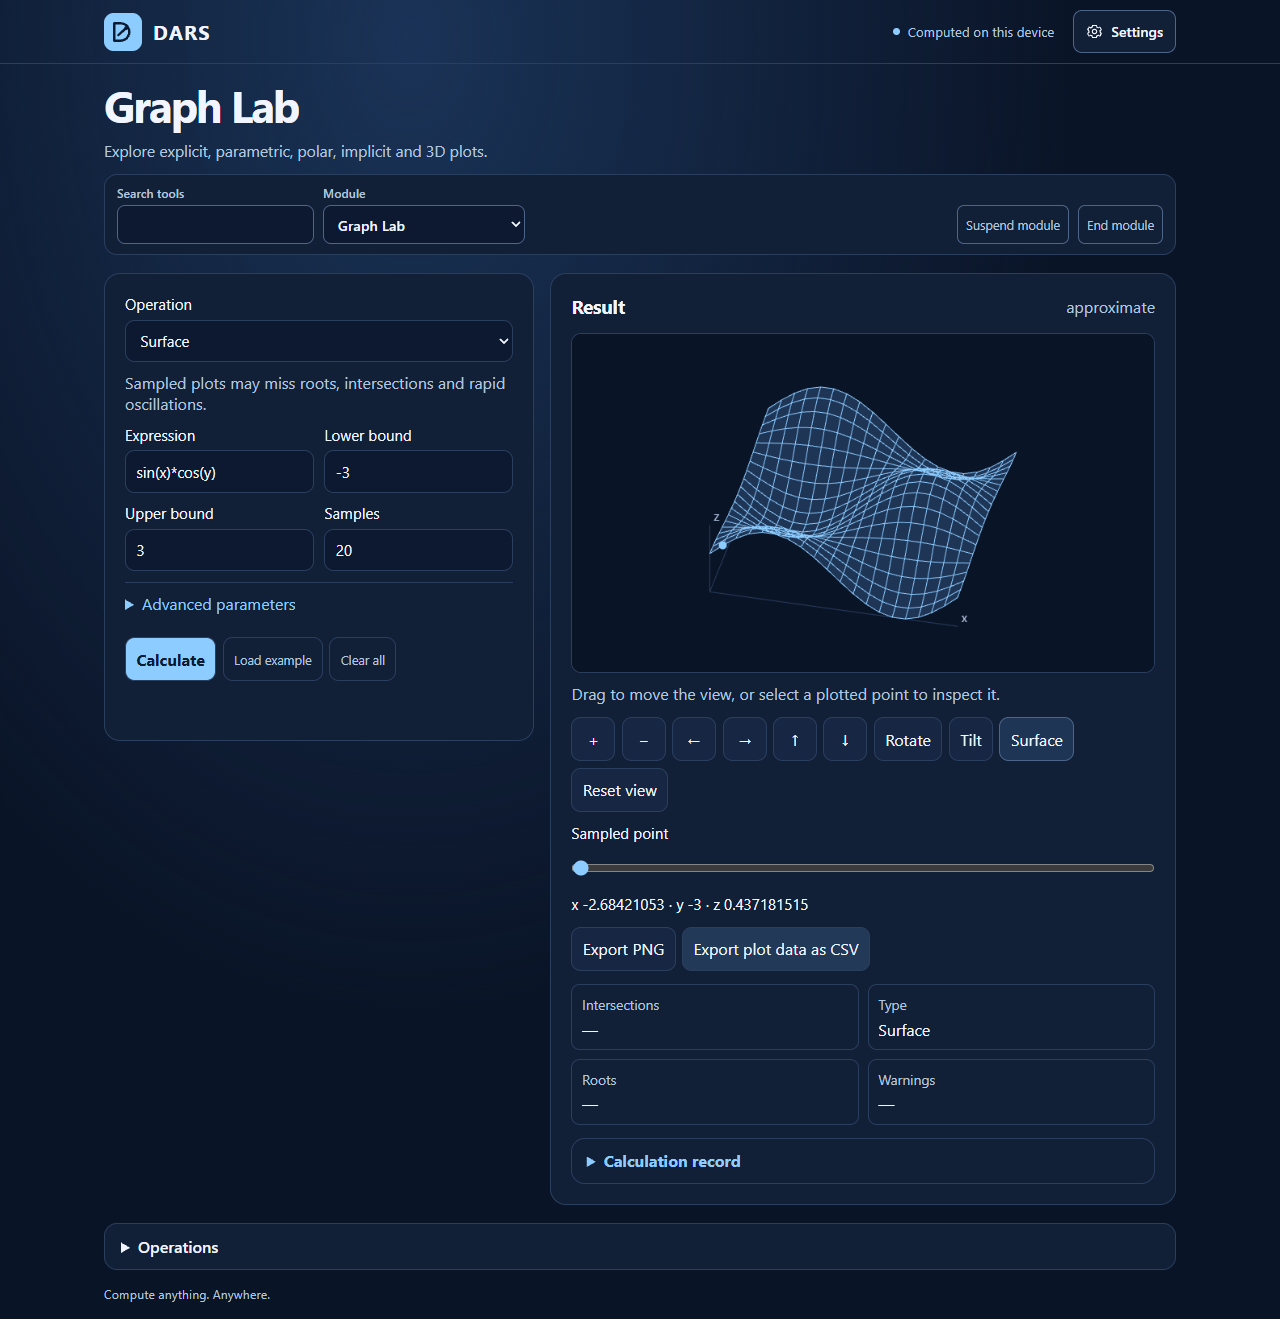 DARS
Computed on this device
Settings
Graph Lab
Explore explicit, parametric, polar, implicit and 3D plots.
Search tools
Module
Graph Lab
Suspend module
End module
Operation
Surface
Sampled plots may miss roots, intersections and rapid
oscillations.
Expression
Lower bound
sin(x)*cos(y)
-3
Upper bound
Samples
3
20
Advanced parameters
Calculate
Load example
Clear all
Result
approximate
z
x
Drag to move the view, or select a plotted point to inspect it.
+
−
←
→
↑
↓
Rotate
Tilt
Surface
Reset view
Sampled point
x -2.68421053 · y -3 · z 0.437181515
Export PNG
Export plot data as CSV
Intersections
—
Type
Surface
Roots
—
Warnings
—
Calculation record
Operations
Compute anything. Anywhere.